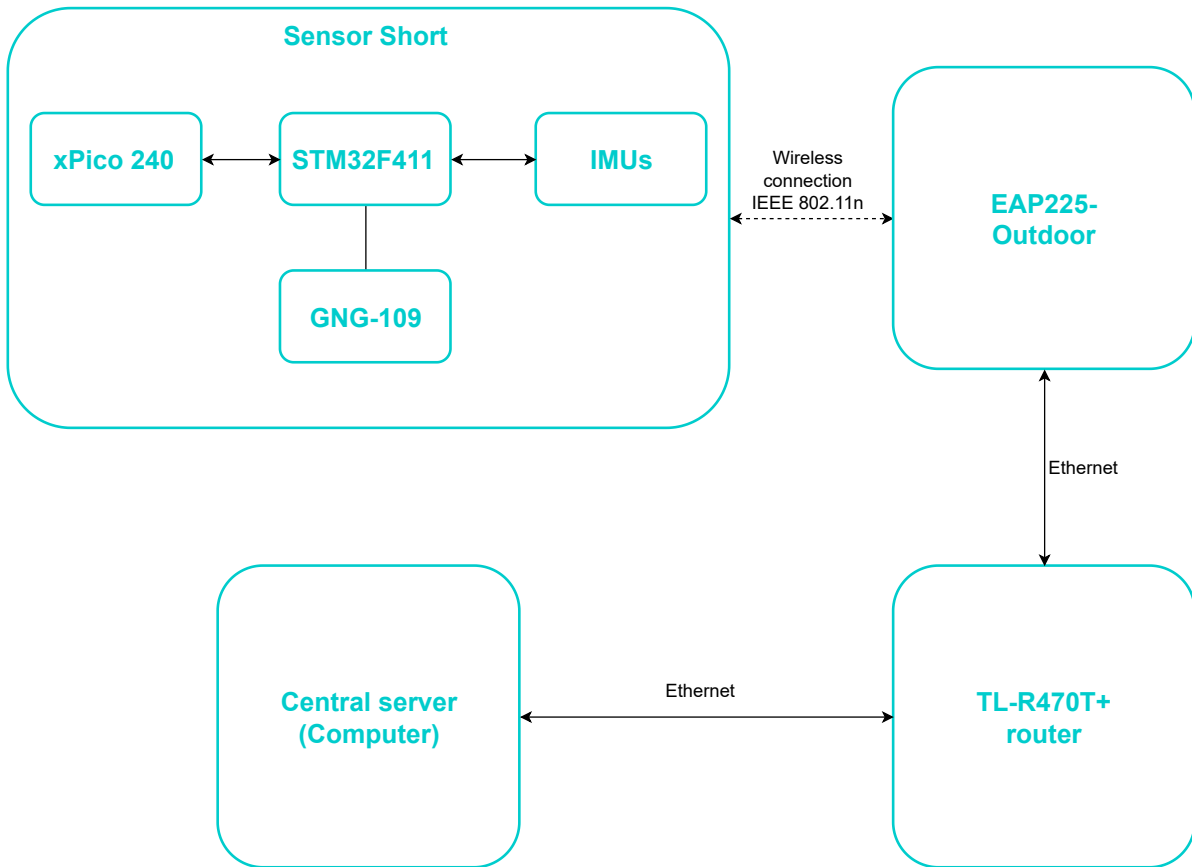 Sensor Short
xPico 240
STM32F411
IMUs
GNG-109
Wireless
connection
IEEE 802.11n
EAP225-
Outdoor
Ethernet
Central server
(Computer)
Ethernet
TL-R470T+
router